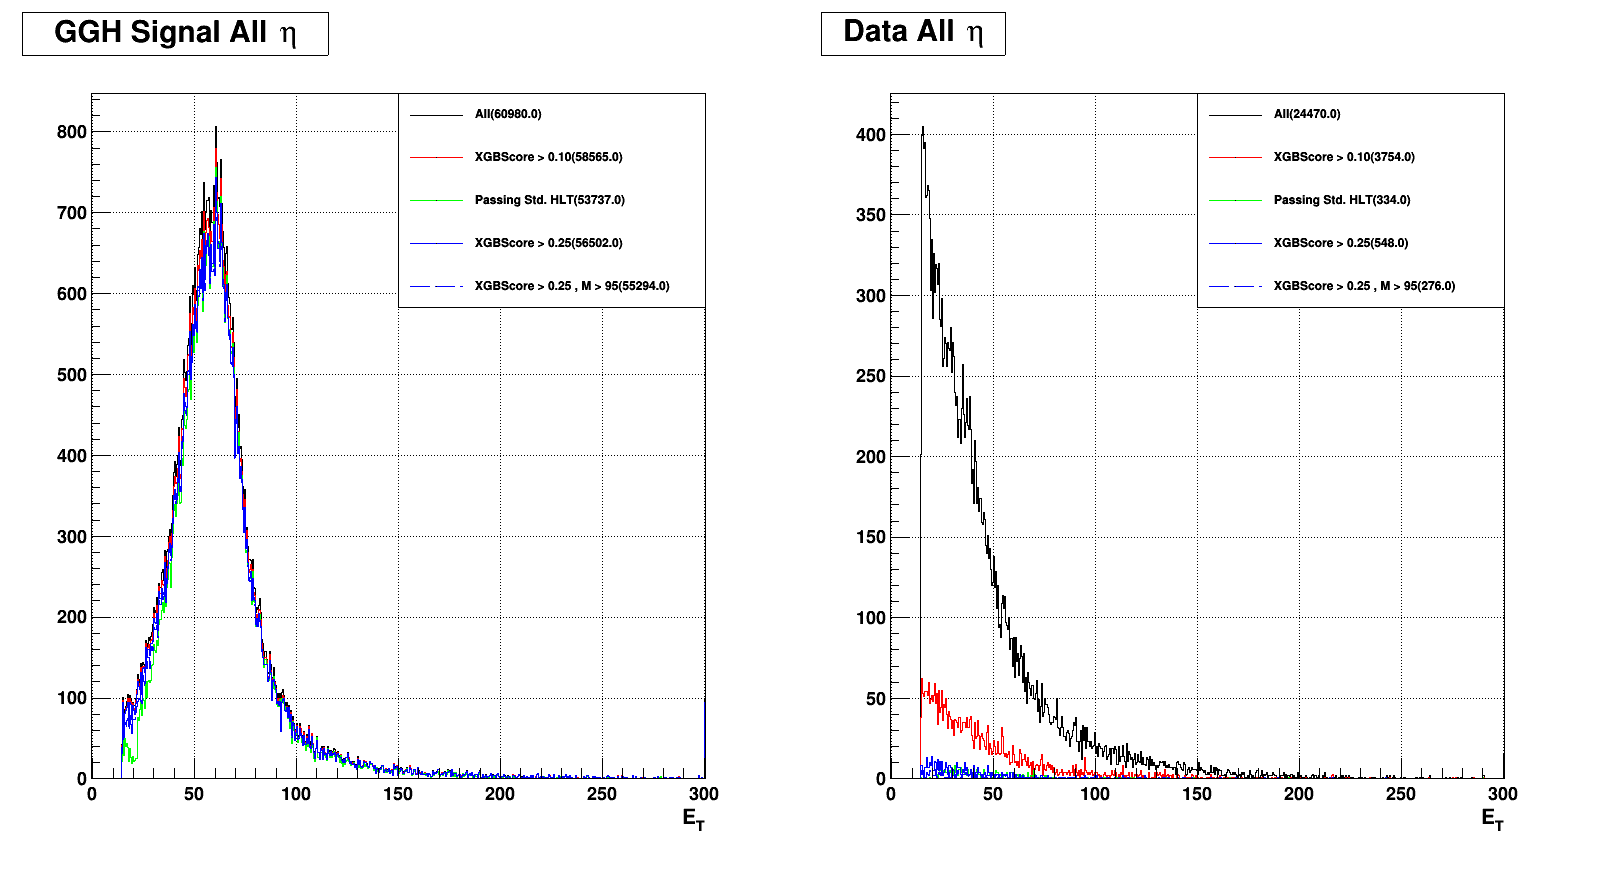 GGH Signal All η
All(60980.0)
XGBScore > 0.10(58565.0)
Passing Std. HLT(53737.0)
XGBScore > 0.25(56502.0)
XGBScore > 0.25 , M > 95(55294.0)
800
700
600
500
400
300
200
100
0
0 50 100 150 200 250 300
E_T
Data All η
All(24470.0)
XGBScore > 0.10(3754.0)
Passing Std. HLT(334.0)
XGBScore > 0.25(548.0)
XGBScore > 0.25 , M > 95(276.0)
400
350
300
250
200
150
100
50
0
0 50 100 150 200 250 300
E_T